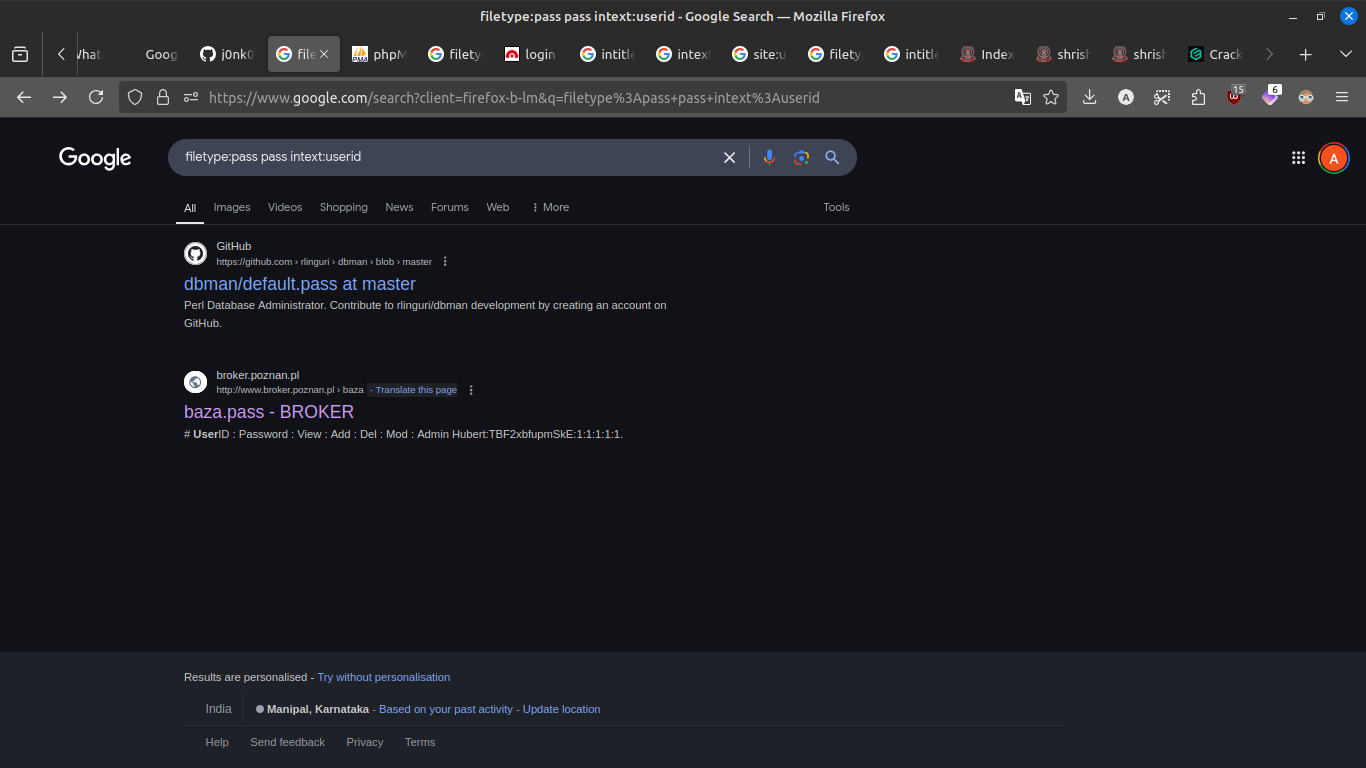 filetype:pass pass intext:userid - Google Search — Mozilla Firefox
What: Goog j0nk0 file phpM filety login intitle intext site:u filety intitle Index shrish shrish Crack
https://www.google.com/search?client=firefox-b-lm&q=filetype%3Apass+pass+intext%3Auserid A 15 6
Google filetype:pass pass intext:userid A
All Images Videos Shopping News Forums Web More Tools
GitHub
https://github.com › rlinguri › dbman › blob › master
dbman/default.pass at master
Perl Database Administrator. Contribute to rlinguri/dbman development by creating an account on
GitHub.
broker.poznan.pl
http://www.broker.poznan.pl › baza · Translate this page
baza.pass - BROKER
# UserID : Password : View : Add : Del : Mod : Admin Hubert:TBF2xbfupmSkE:1:1:1:1:1.
Results are personalised - Try without personalisation
India Manipal, Karnataka - Based on your past activity - Update location
Help Send feedback Privacy Terms